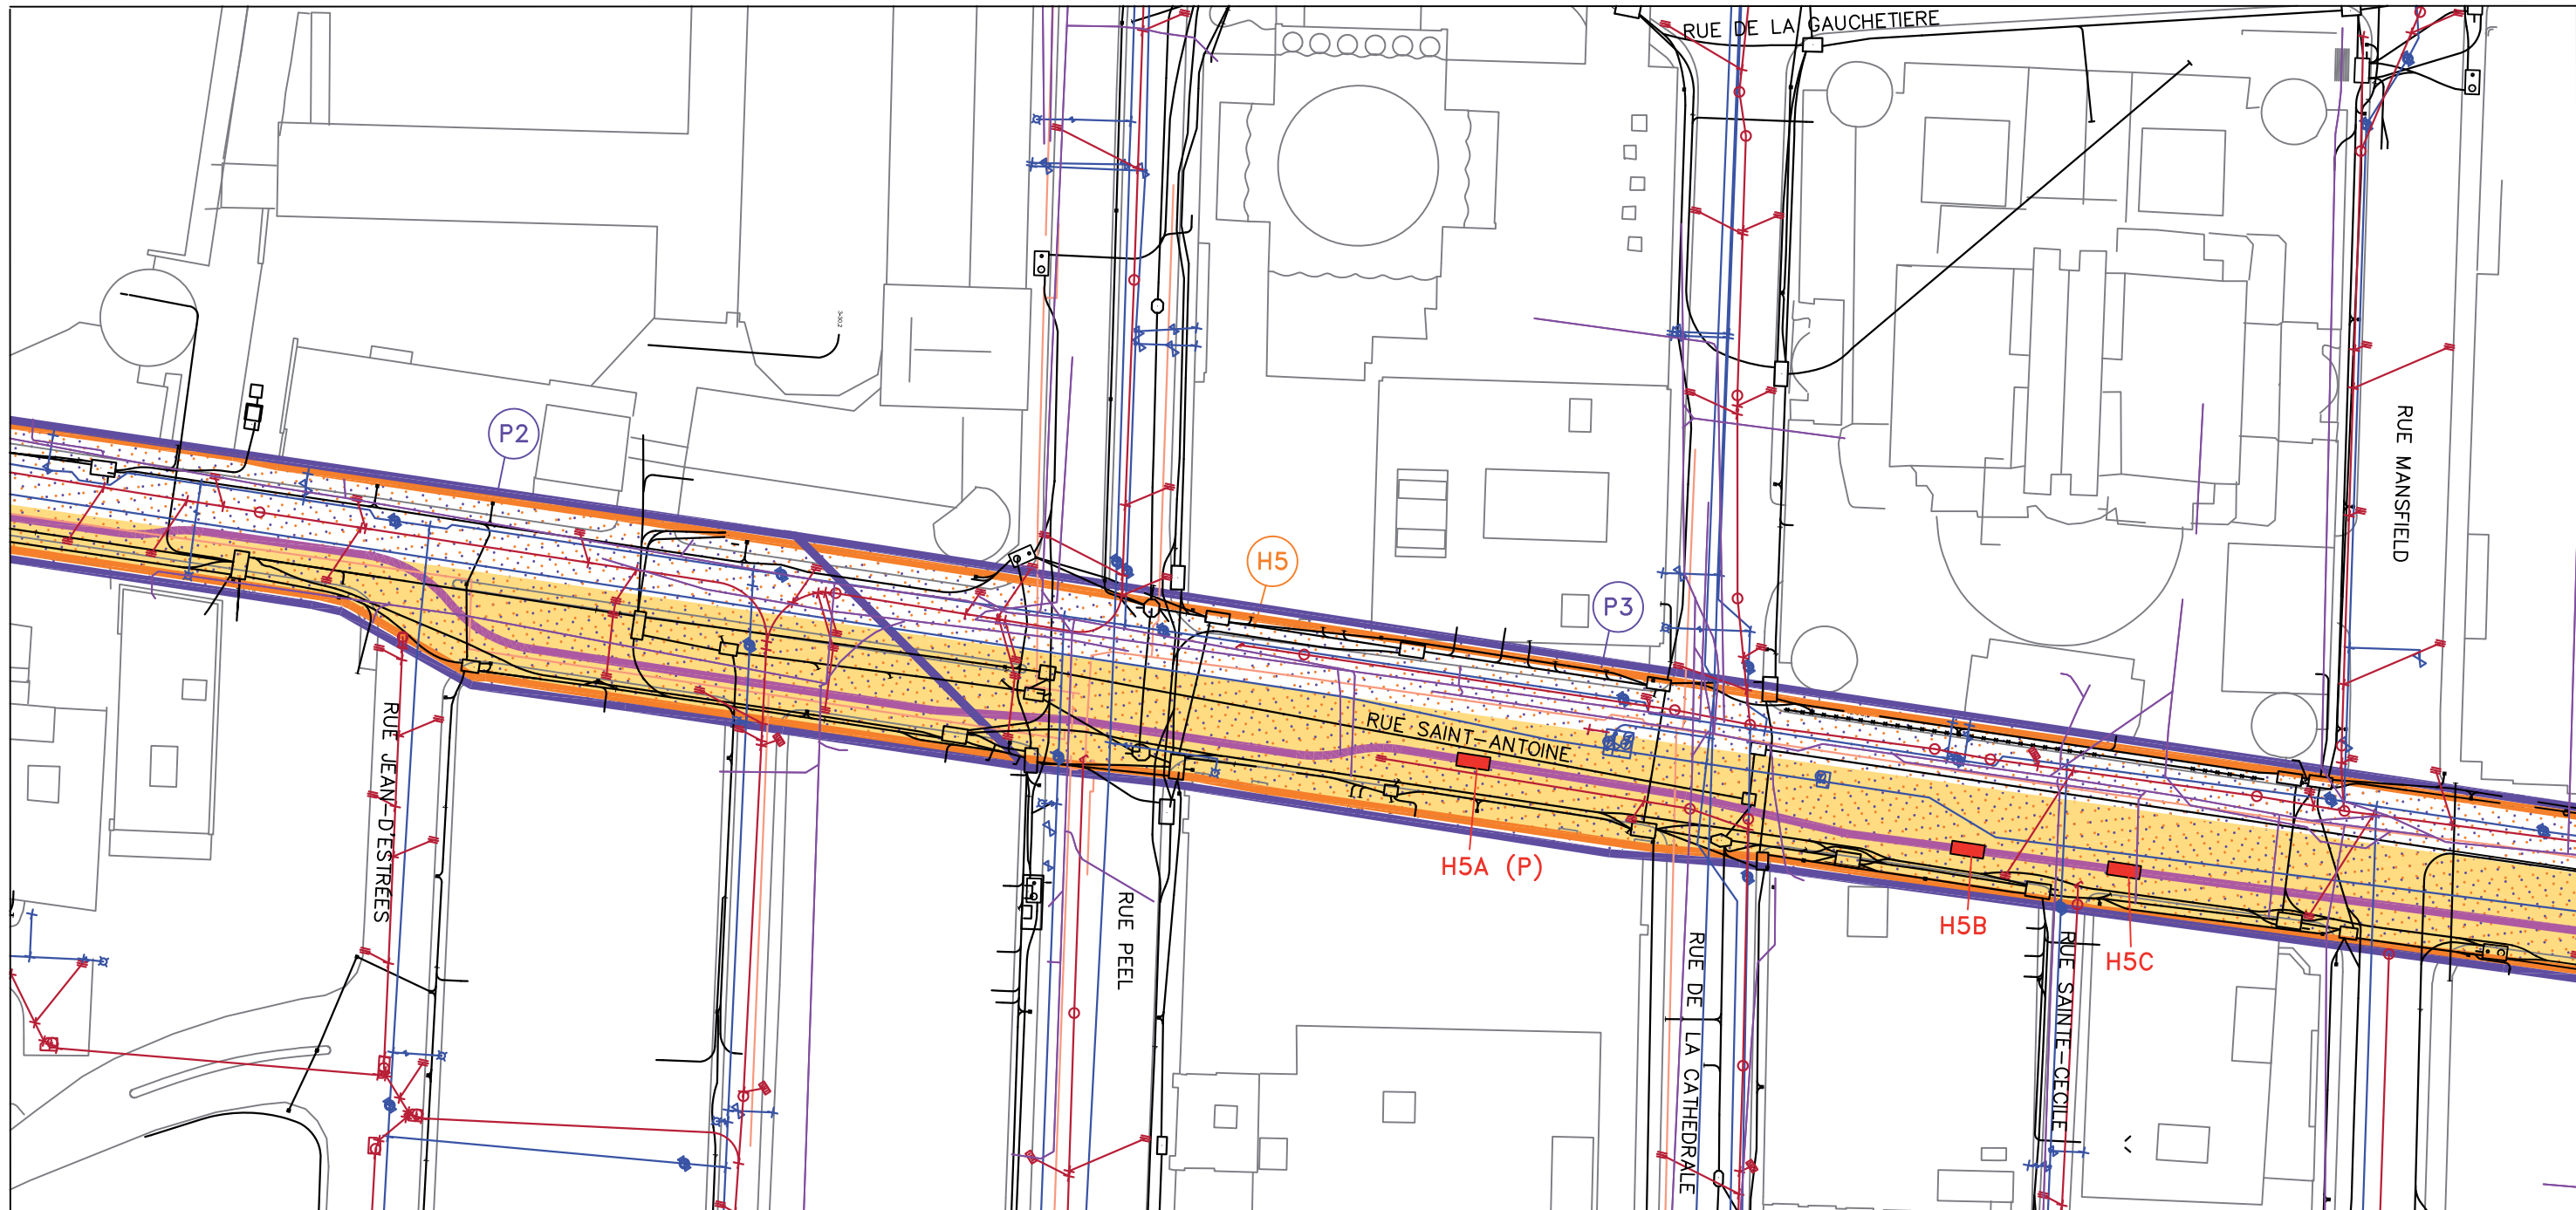 RUE DE LA GAUCHETIERE
RUE MANSFIELD
P2
H5
P3
RUE SAINT-ANTOINE
RUE JEAN-D'ESTRÉES
H5A (P)
H5B
H5C
RUE PEEL
RUE DE LA CATHEDRALE
RUE SAINTE-CECILE